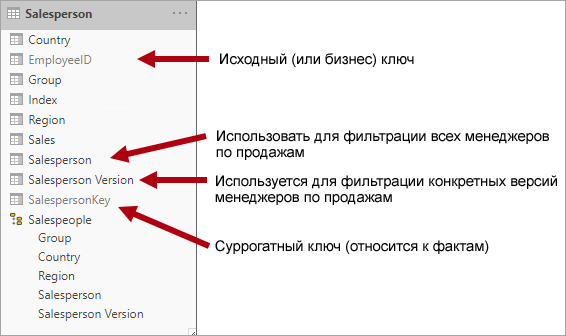 Salesperson
Country
EmployeeID
Group
Index
Region
Sales
Salesperson
Salesperson Version
SalespersonKey
Salespeople
Group
Country
Region
Salesperson
Salesperson Version
Исходный (или бизнес) ключ
Использовать для фильтрации всех менеджеров
по продажам
Используется для фильтрации конкретных версий
менеджеров по продажам
Суррогатный ключ (относится к фактам)